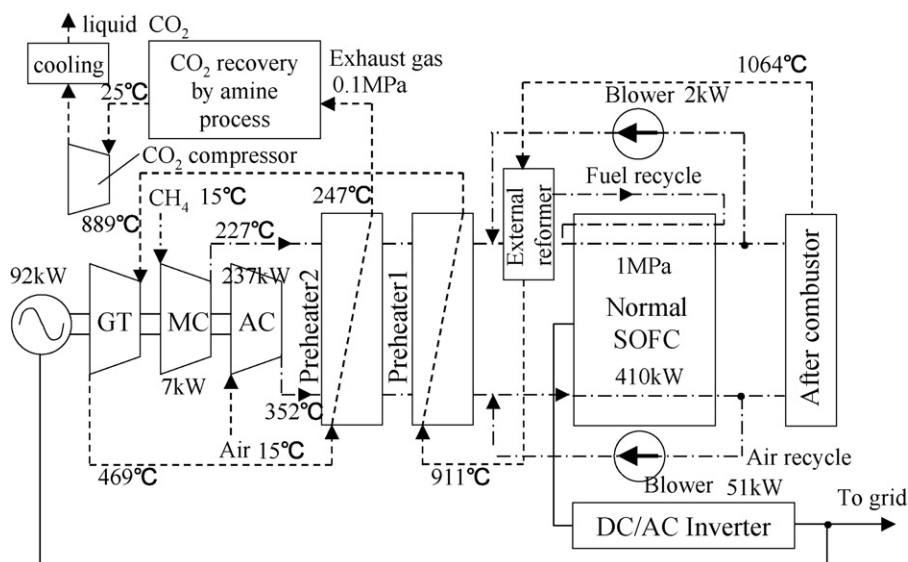 liquid CO2
cooling
CO2 recovery
by amine
process
Exhaust gas
0.1MPa
25℃
CO2 compressor
1064℃
Blower 2kW
Fuel recycle
External
reformer
CH4
15℃
247℃
889℃
227℃
92kW
237kW
GT
MC
AC
Preheater2
Preheater1
1MPa
Normal
SOFC
410kW
After combustor
7kW
352℃
Air 15℃
469℃
911℃
Air recycle
Blower 51kW
DC/AC Inverter
To grid